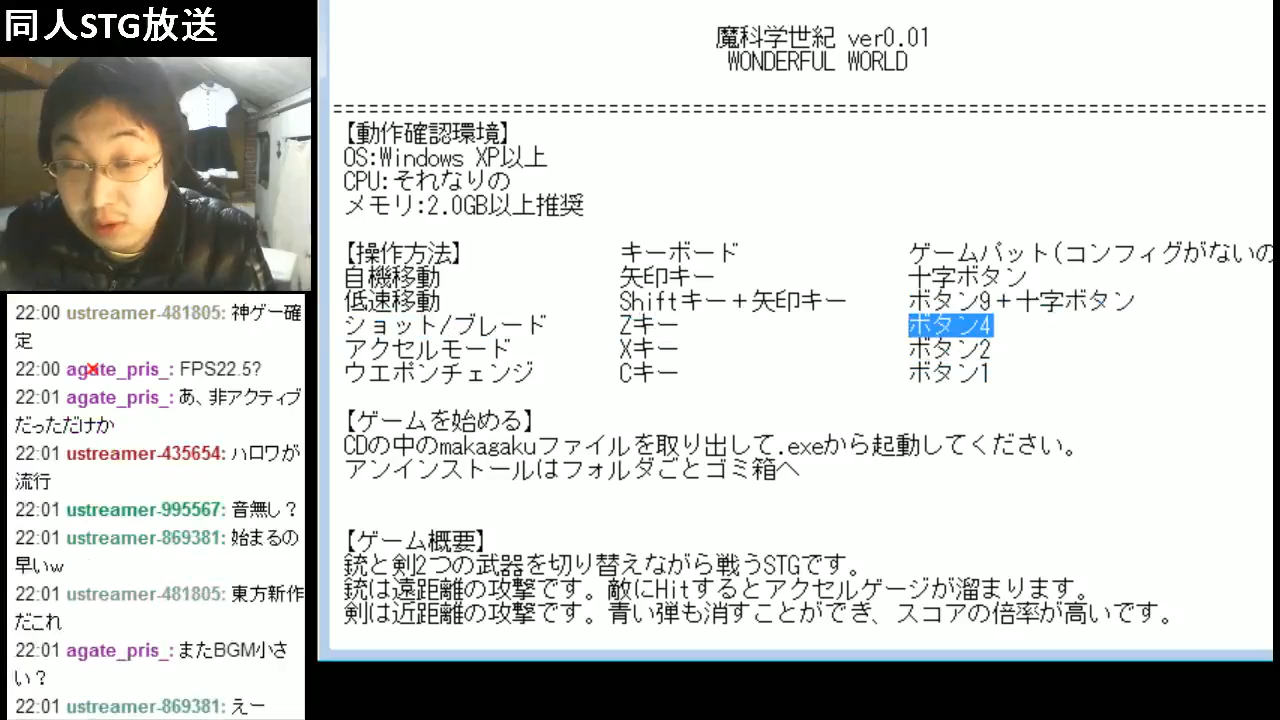 同人STG放送
魔科学世紀 ver0.01
WONDERFUL WORLD
==============================================================================
【動作確認環境】
OS:Windows XP以上
CPU:それなりの
メモリ:2.0GB以上推奨
【操作方法】 キーボード ゲームパット(コンフィグがないの
自機移動 矢印キー 十字ボタン
低速移動 Shiftキー＋矢印キー ボタン9＋十字ボタン
ショット/ブレード Zキー ボタン4
アクセルモード Xキー ボタン2
ウエポンチェンジ Cキー ボタン1
【ゲームを始める】
CDの中のmakagakuファイルを取り出して.exeから起動してください。
アンインストールはフォルダごとゴミ箱へ
【ゲーム概要】
銃と剣2つの武器を切り替えながら戦うSTGです。
銃は遠距離の攻撃です。敵にHitするとアクセルゲージが溜まります。
剣は近距離の攻撃です。青い弾も消すことができ、スコアの倍率が高いです。
22:00 ustreamer-481805: 神ゲー確
定
22:00 agate_pris_: FPS22.5?
22:01 agate_pris_: あ、非アクティブ
だっただけか
22:01 ustreamer-435654: ハロワが
流行
22:01 ustreamer-995567: 音無し？
22:01 ustreamer-869381: 始まるの
早いw
22:01 ustreamer-481805: 東方新作
だこれ
22:01 agate_pris_: またBGM小さ
い？
22:01 ustreamer-869381: えー